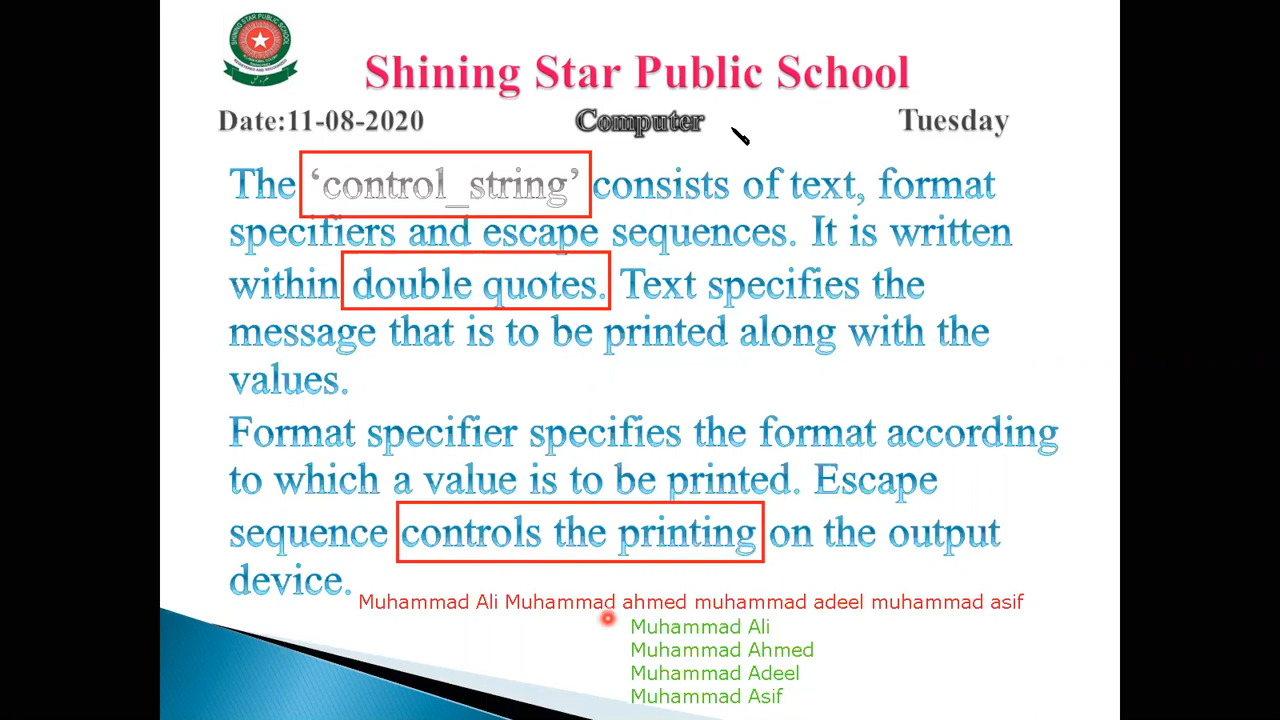 SHINING STAR PUBLIC SCHOOL
Shining Star Public School
Date:11-08-2020 Computer Tuesday
The ‘control_string’ consists of text, format
specifiers and escape sequences. It is written
within double quotes. Text specifies the
message that is to be printed along with the
values.
Format specifier specifies the format according
to which a value is to be printed. Escape
sequence controls the printing on the output
device.
Muhammad Ali Muhammad ahmed muhammad adeel muhammad asif
Muhammad Ali
Muhammad Ahmed
Muhammad Adeel
Muhammad Asif